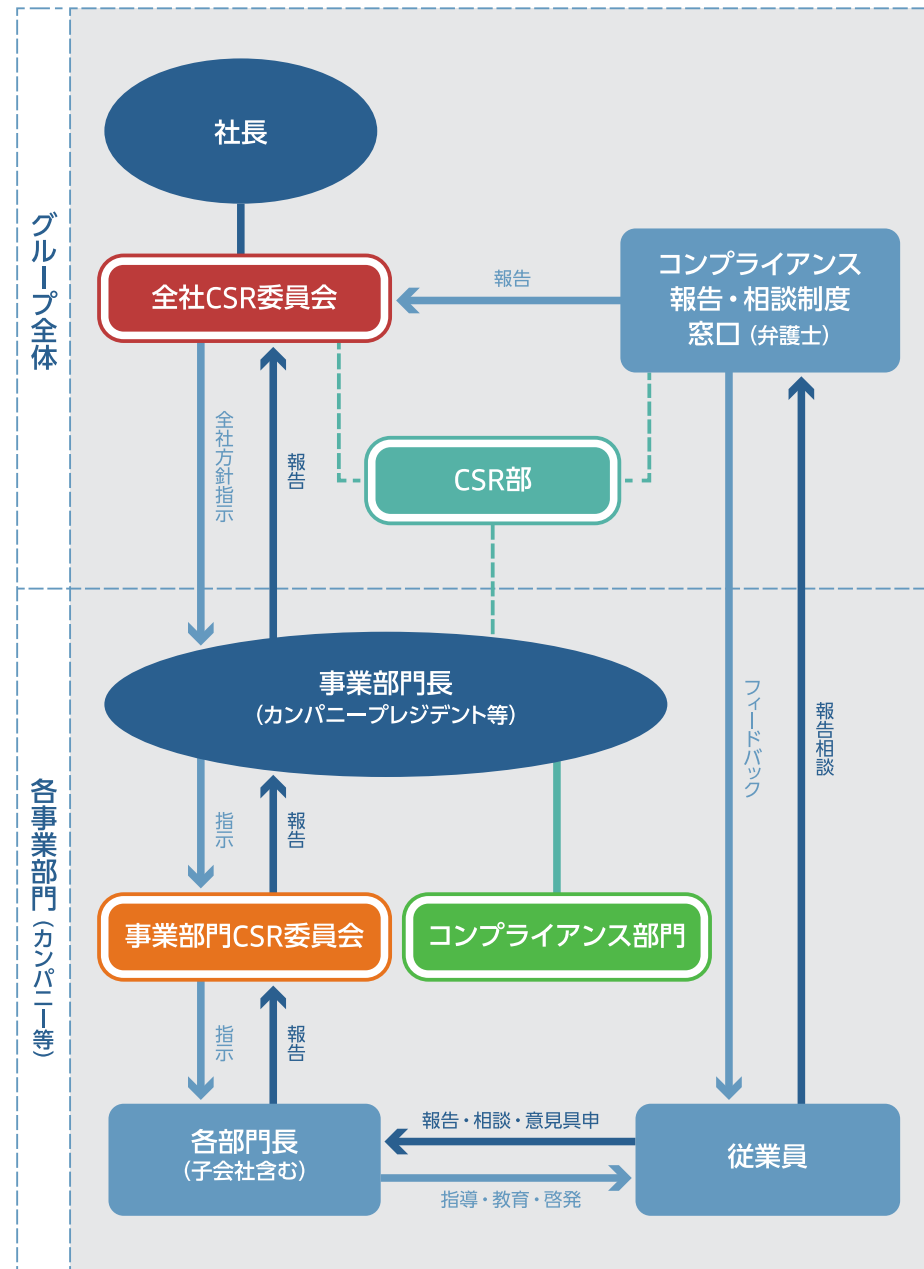 グループ全体
社長
全社CSR委員会
報告
コンプライアンス
報告・相談制度
窓口（弁護士）
全社方針指示
報告
CSR部
各事業部門（カンパニー等）
事業部門長
（カンパニープレジデント等）
フィードバック
報告相談
指示
報告
事業部門CSR委員会
コンプライアンス部門
指示
報告
各部門長
（子会社含む）
報告・相談・意見具申
指導・教育・啓発
従業員